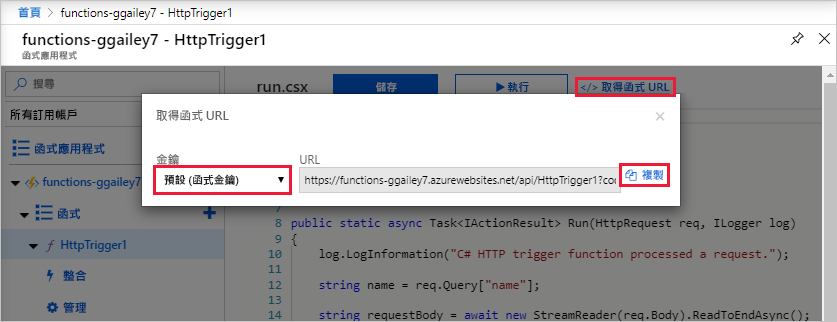 首頁 > functions-ggailey7 - HttpTrigger1
functions-ggailey7 - HttpTrigger1
函式應用程式
搜尋
所有訂用帳戶
函式應用程式
functions-ggailey7
函式
HttpTrigger1
整合
管理
run.csx
儲存
執行
</> 取得函式 URL
取得函式 URL
金鑰
URL
預設 (函式金鑰)
https://functions-ggailey7.azurewebsites.net/api/HttpTrigger1?co
複製
7
8 public static async Task<IActionResult> Run(HttpRequest req, ILogger log)
9 {
10 log.LogInformation("C# HTTP trigger function processed a request.");
11
12 string name = req.Query["name"];
13
14 string requestBody = await new StreamReader(req.Body).ReadToEndAsync();